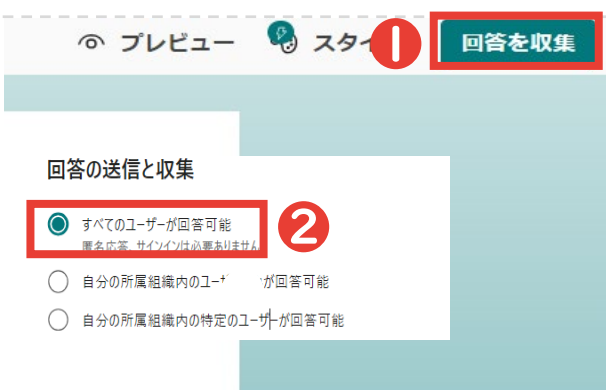 プレビュー スタイ 1 回答を収集
回答の送信と収集
すべてのユーザーが回答可能 2
匿名応答、サインインは必要ありません
自分の所属組織内のユー が回答可能
自分の所属組織内の特定のユーザーが回答可能